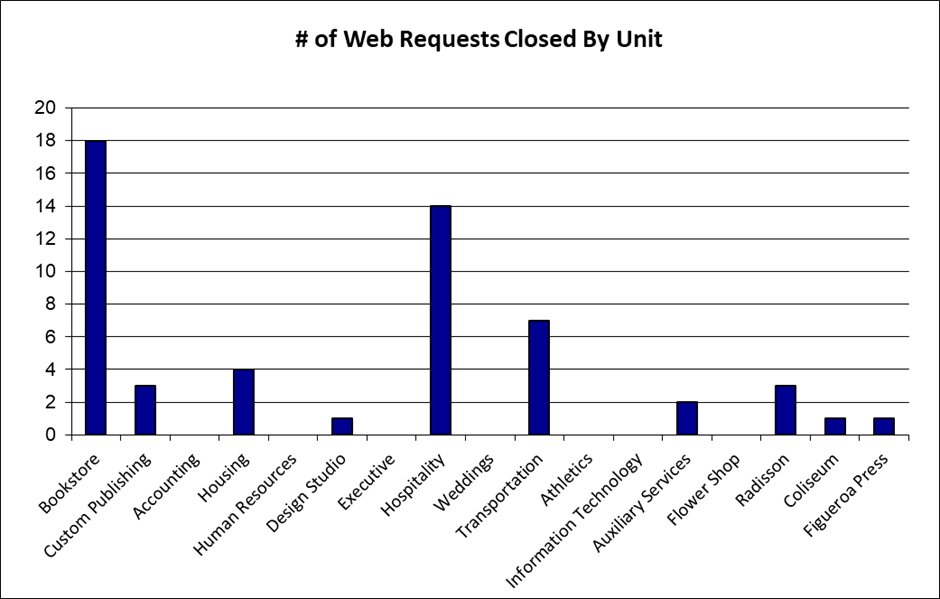 # of Web Requests Closed By Unit
20
18
16
14
12
10
8
6
4
2
0
Bookstore
Custom Publishing
Accounting
Housing
Human Resources
Design Studio
Executive
Hospitality
Weddings
Transportation
Athletics
Information Technology
Auxiliary Services
Flower Shop
Radisson
Coliseum
Figueroa Press